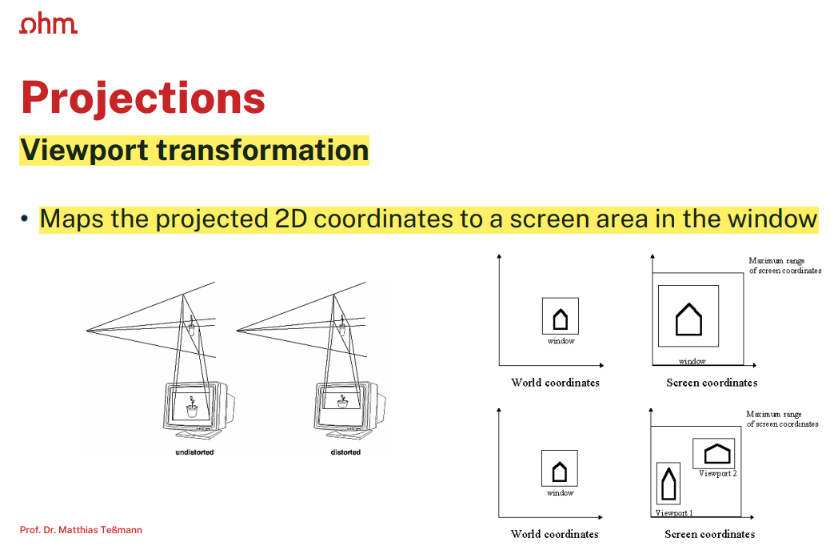 ohm
Projections
Viewport transformation
• Maps the projected 2D coordinates to a screen area in the window
undistorted
distorted
window
World coordinates
Maximum range
of screen coordinates
window
Screen coordinates
window
World coordinates
Maximum range
of screen coordinates
Viewport 2
Viewport 1
Screen coordinates
Prof. Dr. Matthias Teßmann